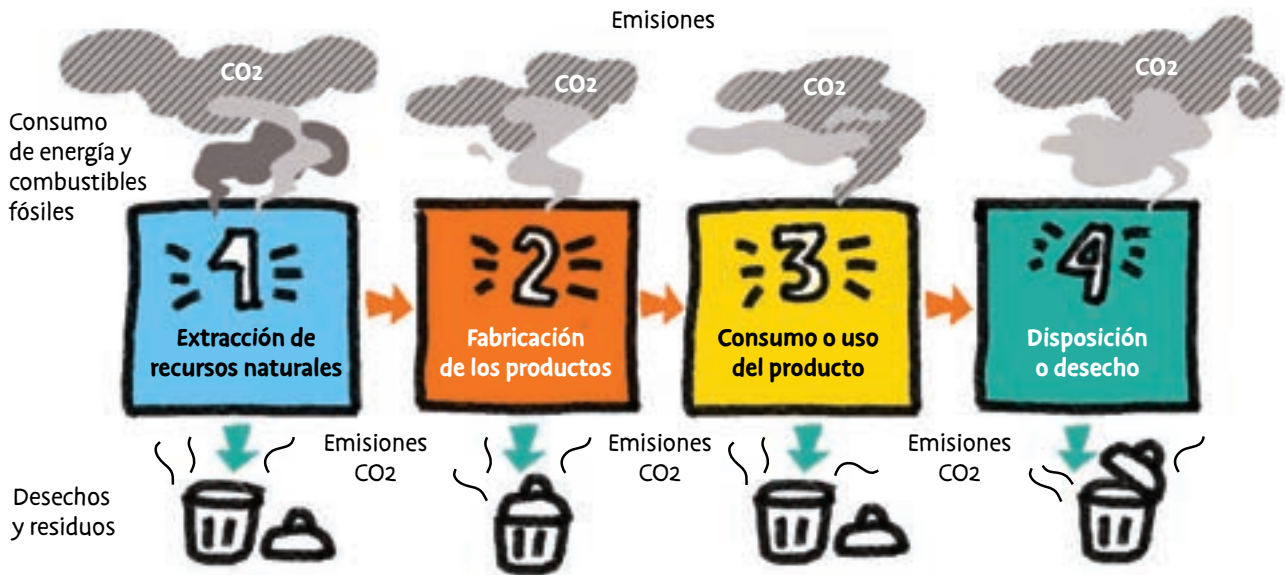 Emisiones
CO2
CO2
CO2
CO2
Consumo
de energía y
combustibles
fósiles
1
Extracción de
recursos naturales
2
Fabricación
de los productos
3
Consumo o uso
del producto
4
Disposición
o desecho
Emisiones
CO2
Emisiones
CO2
Emisiones
CO2
Desechos
y residuos